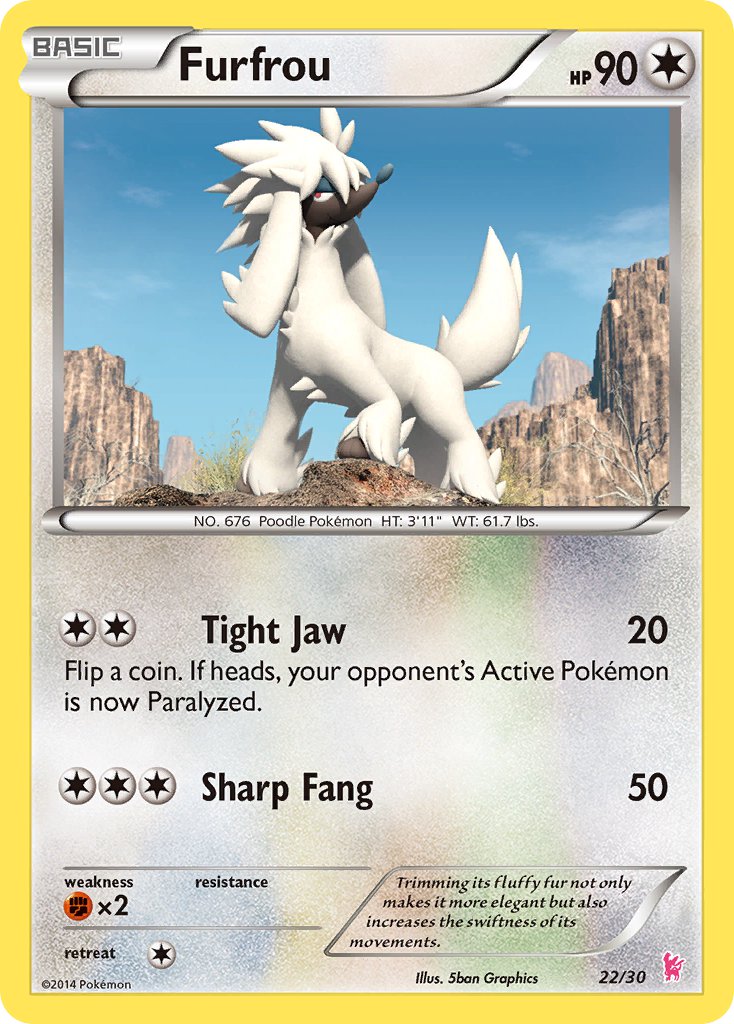 BASIC Furfrou HP 90
NO. 676 Poodle Pokémon HT: 3'11" WT: 61.7 lbs.
Tight Jaw 20
Flip a coin. If heads, your opponent's Active Pokémon
is now Paralyzed.
Sharp Fang 50
weakness resistance
×2
retreat
Trimming its fluffy fur not only
makes it more elegant but also
increases the swiftness of its
movements.
©2014 Pokémon Illus. 5ban Graphics 22/30